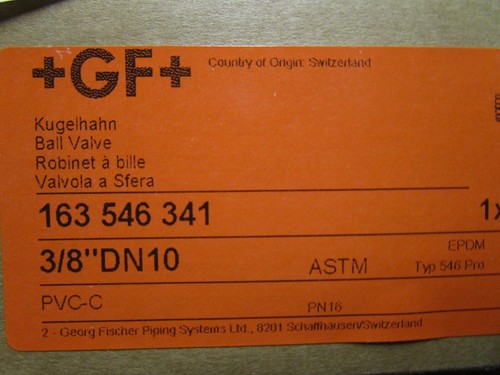 +GF+ Country of Origin: Switzerland
Kugelhahn
Ball Valve
Robinet à bille
Valvola a Sfera
163 546 341 1x
3/8"DN10 ASTM EPDM
Typ 546 Pro
PVC-C PN16
2 - Georg Fischer Piping Systems Ltd., 8201 Schaffhausen/Switzerland